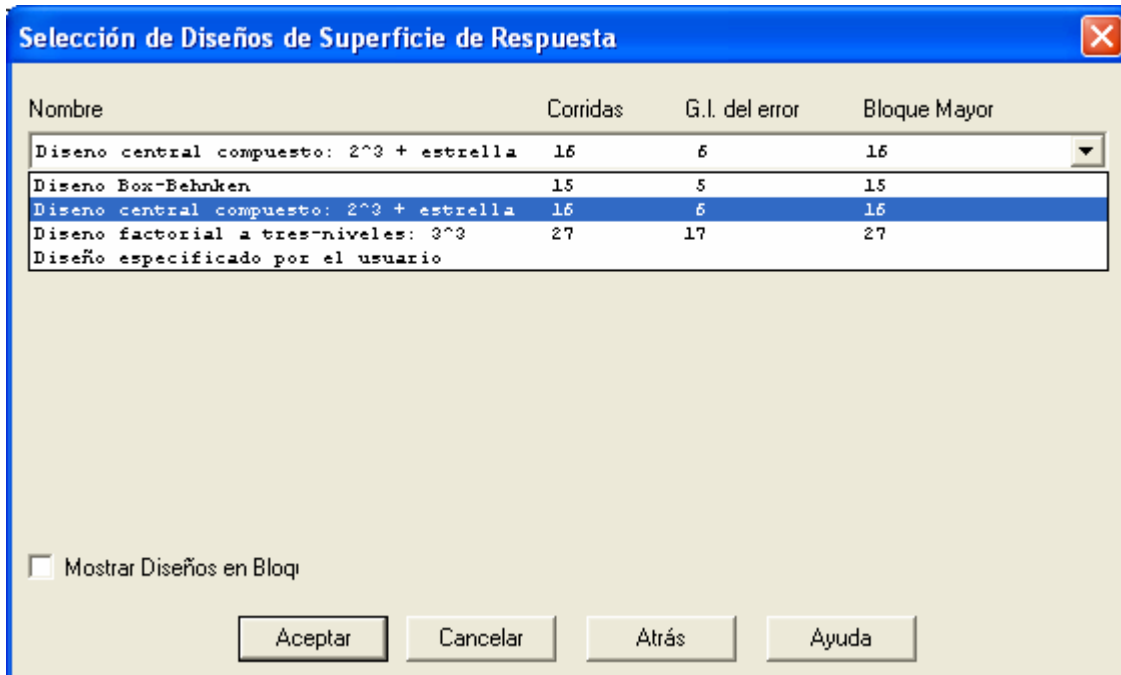 Selección de Diseños de Superficie de Respuesta
Nombre Corridas G.l. del error Bloque Mayor
Diseno central compuesto: 2^3 + estrella 16 6 16
Diseno Box-Behnken 15 5 15
Diseno central compuesto: 2^3 + estrella 16 6 16
Diseno factorial a tres-niveles: 3^3 27 17 27
Diseño especificado por el usuario
Mostrar Diseños en Bloqu
Aceptar Cancelar Atrás Ayuda